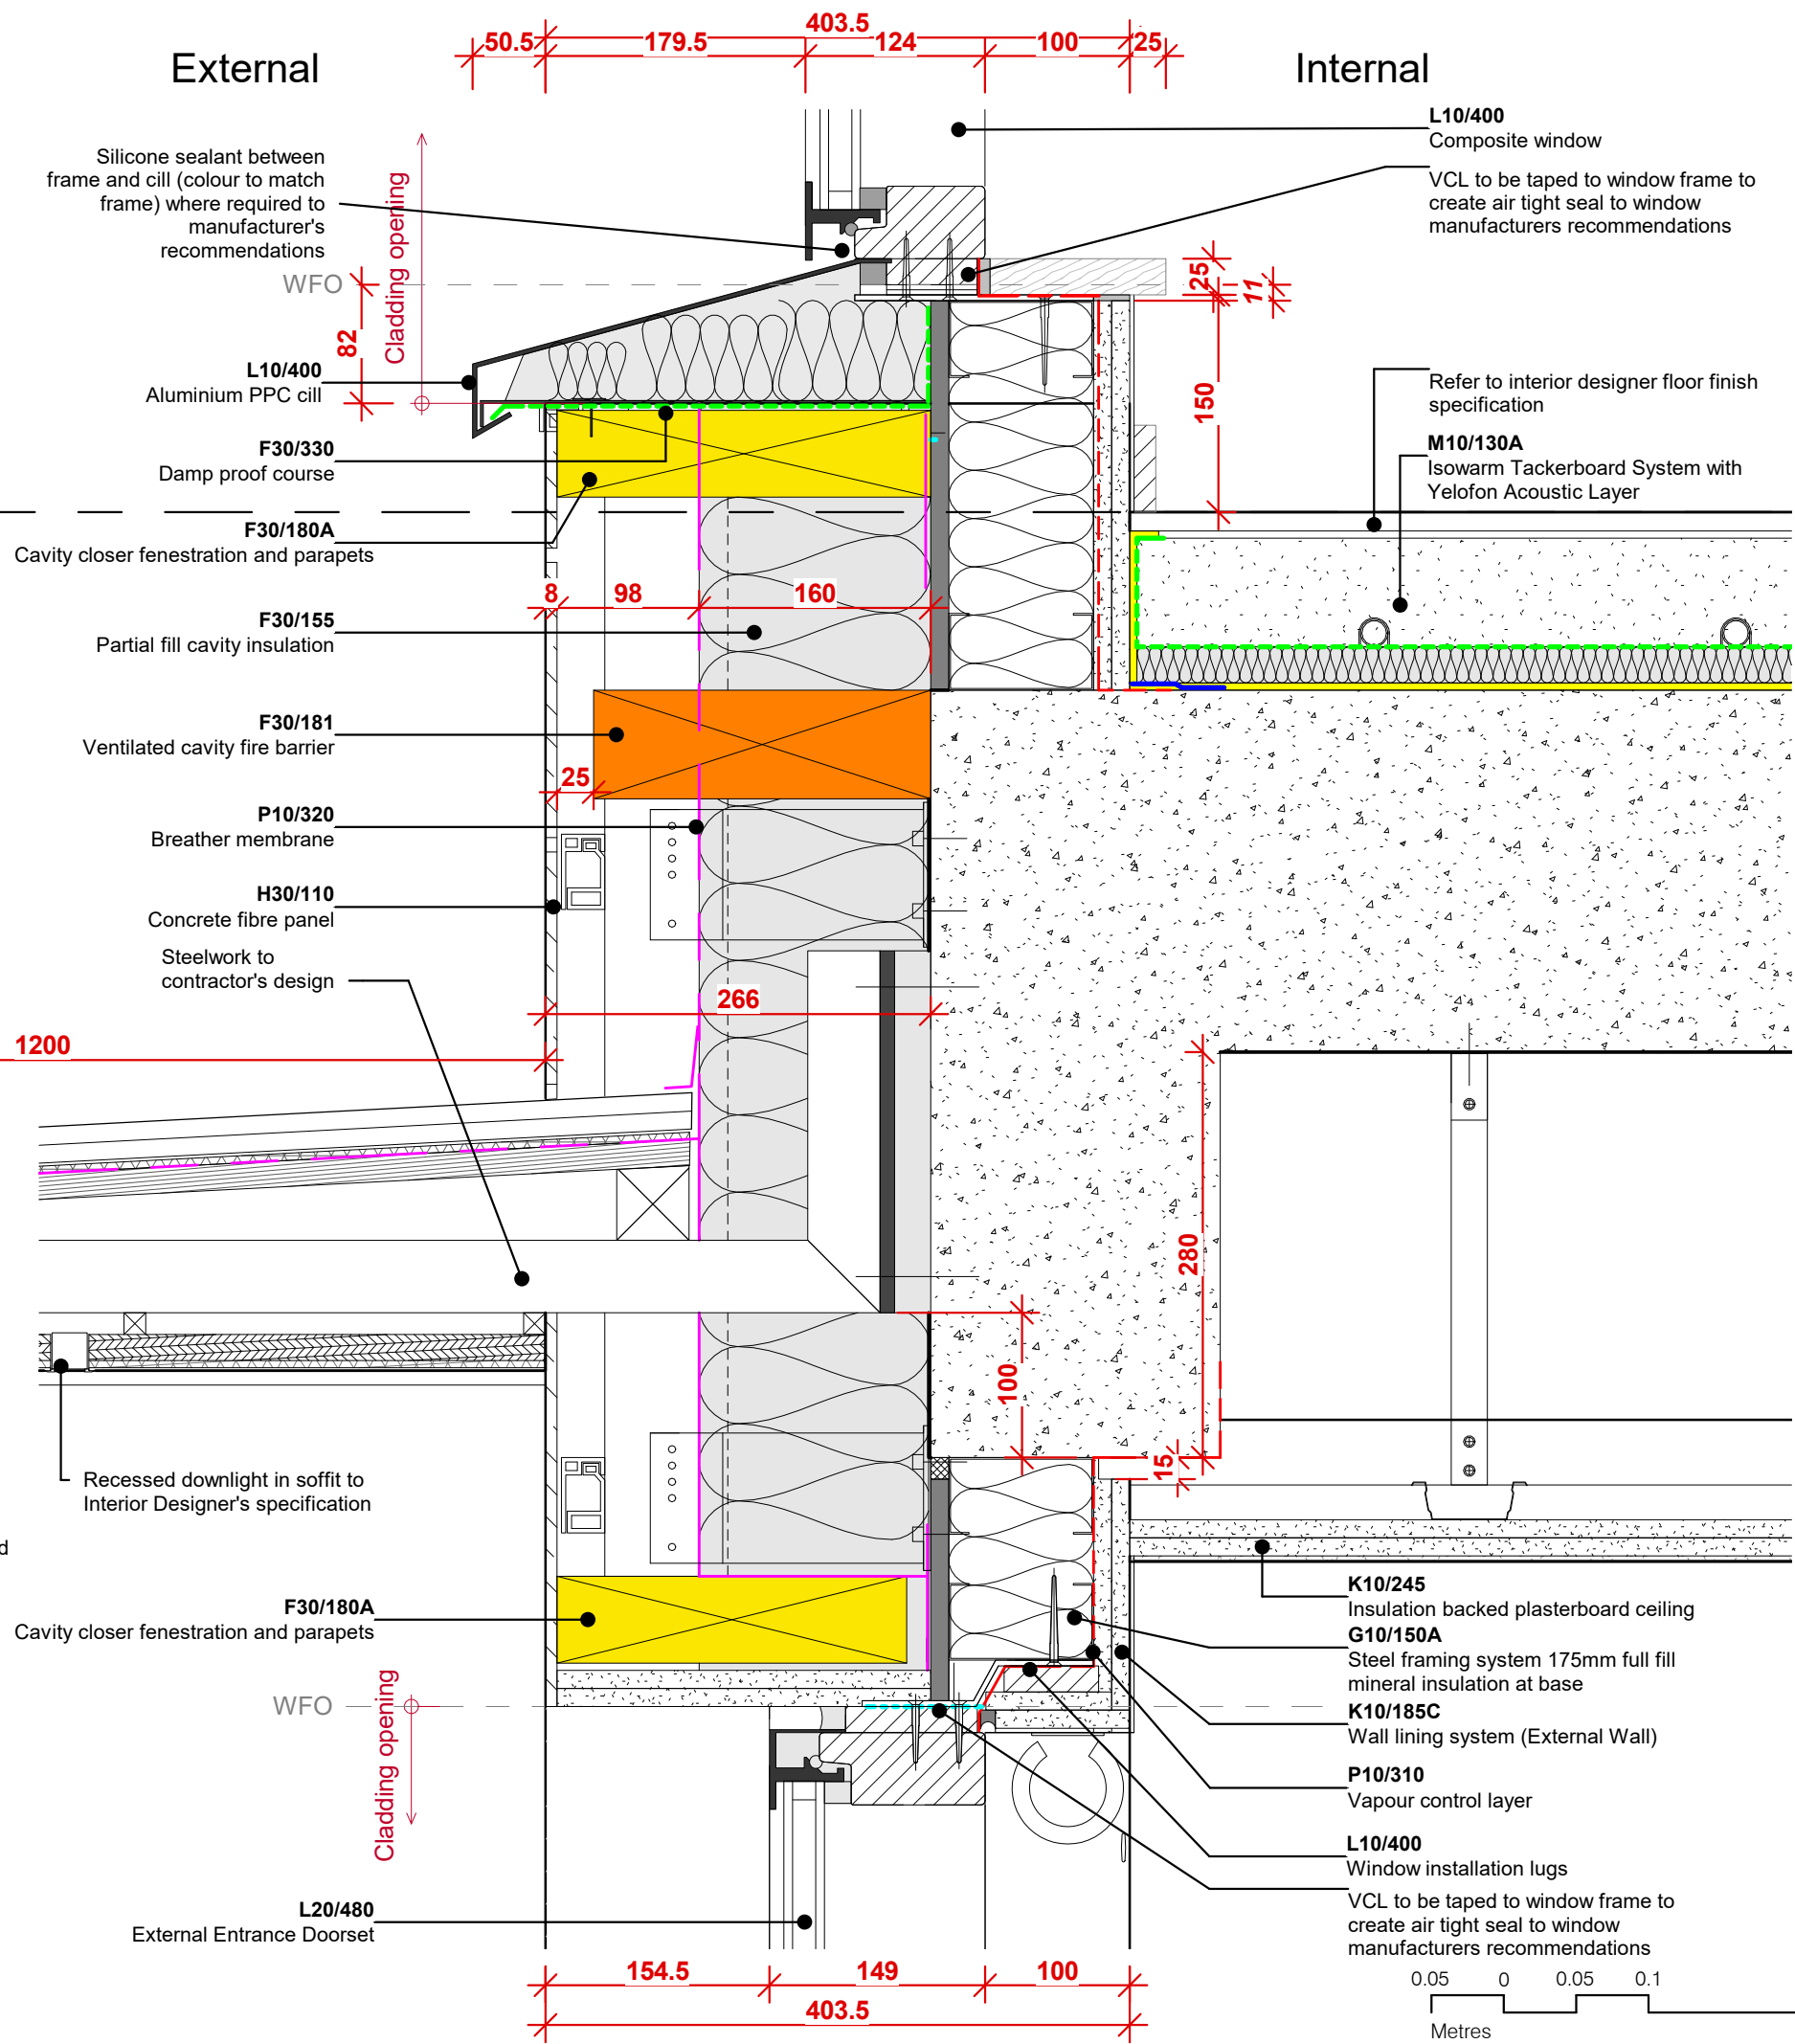 403.5
50.5
179.5
124
100
25
External
Internal
Silicone sealant between
frame and cill (colour to match
frame) where required to
manufacturer's
recommendations
Cladding opening
WFO
82
L10/400
Aluminium PPC cill
F30/330
Damp proof course
F30/180A
Cavity closer fenestration and parapets
F30/155
Partial fill cavity insulation
F30/181
Ventilated cavity fire barrier
P10/320
Breather membrane
H30/110
Concrete fibre panel
Steelwork to
contractor's design
1200
Recessed downlight in soffit to
Interior Designer's specification
d
F30/180A
Cavity closer fenestration and parapets
WFO
Cladding opening
L20/480
External Entrance Doorset
8
98
160
25
266
25
11
150
280
100
15
L10/400
Composite window
VCL to be taped to window frame to
create air tight seal to window
manufacturers recommendations
Refer to interior designer floor finish
specification
M10/130A
Isowarm Tackerboard System with
Yelofon Acoustic Layer
K10/245
Insulation backed plasterboard ceiling
G10/150A
Steel framing system 175mm full fill
mineral insulation at base
K10/185C
Wall lining system (External Wall)
P10/310
Vapour control layer
L10/400
Window installation lugs
VCL to be taped to window frame to
create air tight seal to window
manufacturers recommendations
154.5
149
100
403.5
0.05
0
0.05
0.1
Metres